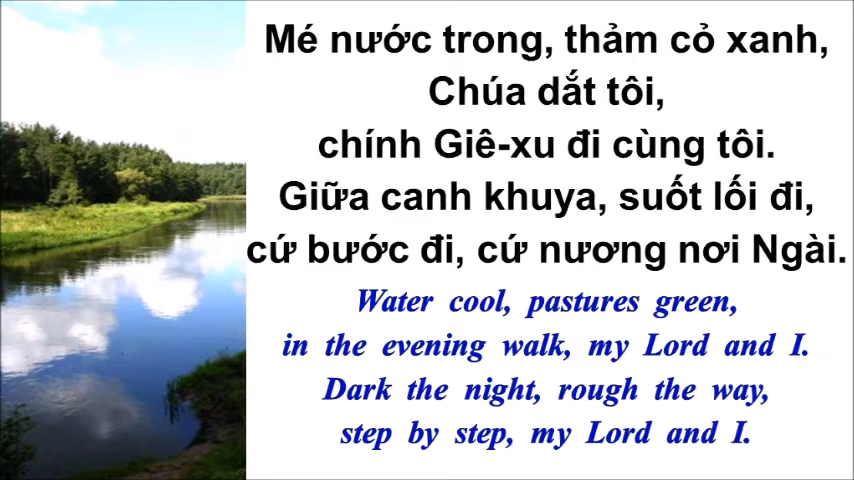 Mé nước trong, thảm cỏ xanh,
Chúa dắt tôi,
chính Giê-xu đi cùng tôi.
Giữa canh khuya, suốt lối đi,
cứ bước đi, cứ nương nơi Ngài.
Water cool, pastures green,
in the evening walk, my Lord and I.
Dark the night, rough the way,
step by step, my Lord and I.